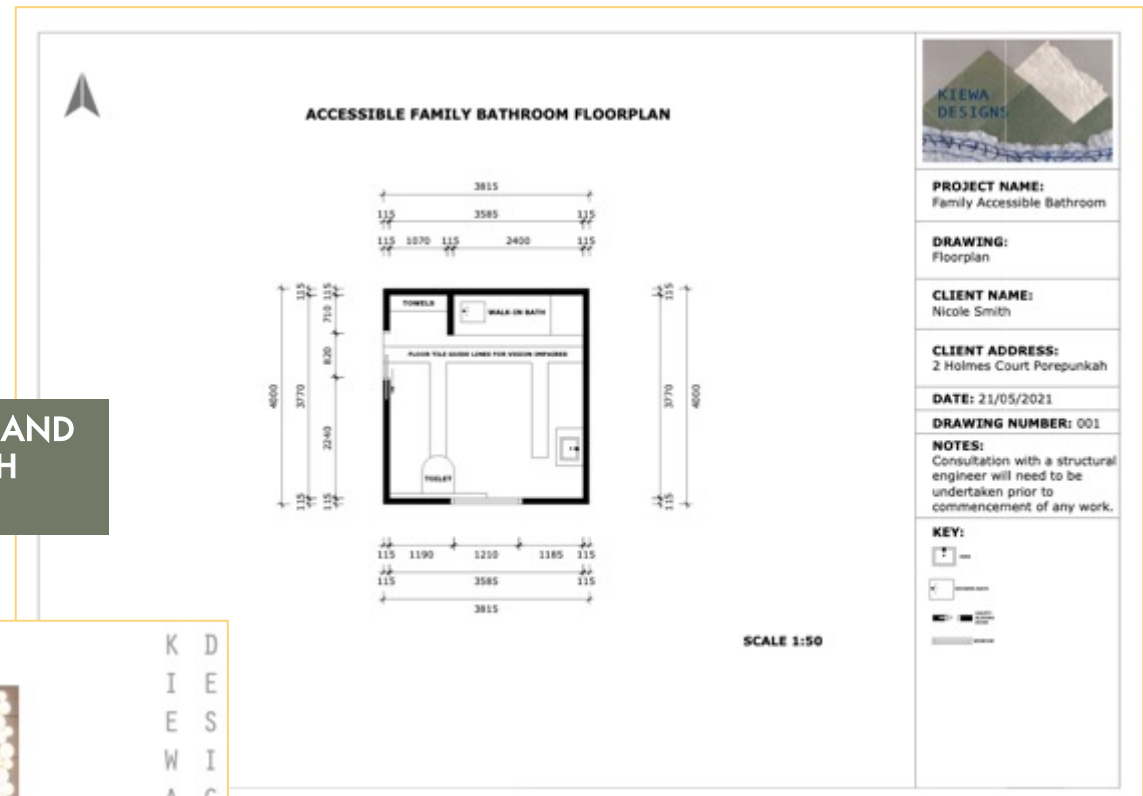 ACCESSIBLE FAMILY BATHROOM FLOORPLAN
3815
115 3585 115
115 1070 115 2400 115
115
710
820
2240
115
115
3770
115
4000
TOWELS
WALK-IN BATH
FLOOR TILE GUIDE LINES FOR VISION IMPAIRED
TOILET
115
3770
115
4000
115 1190 1210 1185 115
115 3585 115
3815
SCALE 1:50
KIEWA
DESIGNS
PROJECT NAME:
Family Accessible Bathroom
DRAWING:
Floorplan
CLIENT NAME:
Nicole Smith
CLIENT ADDRESS:
2 Holmes Court Porepunkah
DATE: 21/05/2021
DRAWING NUMBER: 001
NOTES:
Consultation with a structural
engineer will need to be
undertaken prior to
commencement of any work.
KEY:
AND
H
K D
I E
E S
W I
A G